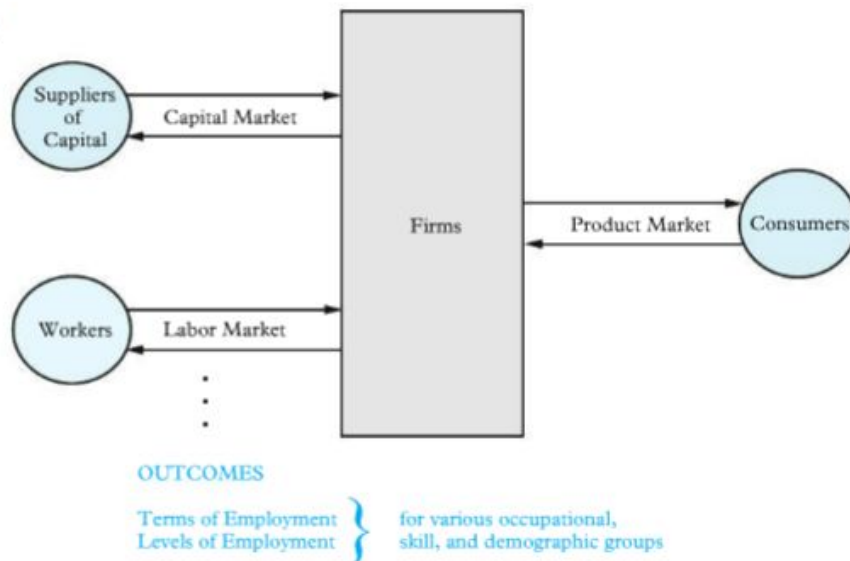 Suppliers
of
Capital
Capital Market
Firms
Product Market
Consumers
Workers
Labor Market
OUTCOMES
Terms of Employment
Levels of Employment
for various occupational,
skill, and demographic groups